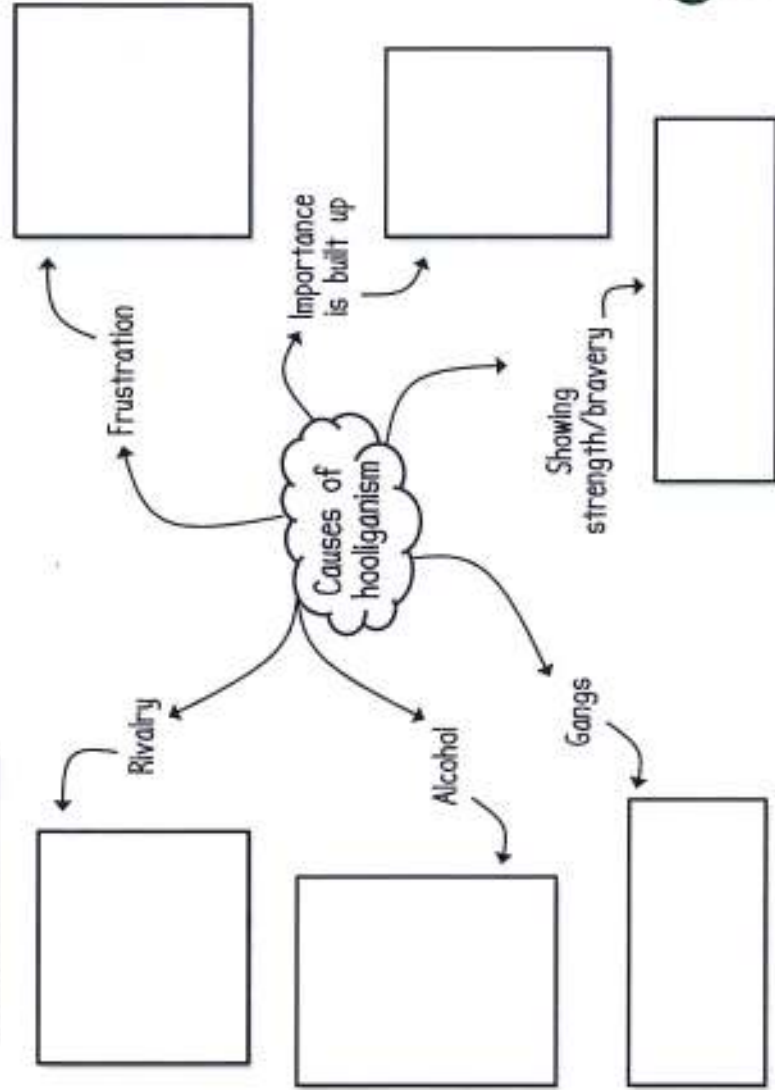 Causes of
hooliganism
Rivalry
Frustration
Importance
is built up
Showing
strength/bravery
Gangs
Alcohol